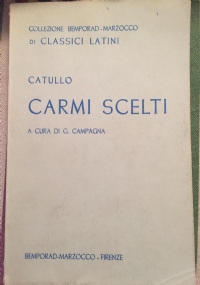 COLLEZIONE BEMPORAD-MARZOCCO
DI CLASSICI LATINI
CATULLO
CARMI SCELTI
A CURA DI G. CAMPAGNA
BEMPORAD-MARZOCCO - FIRENZE